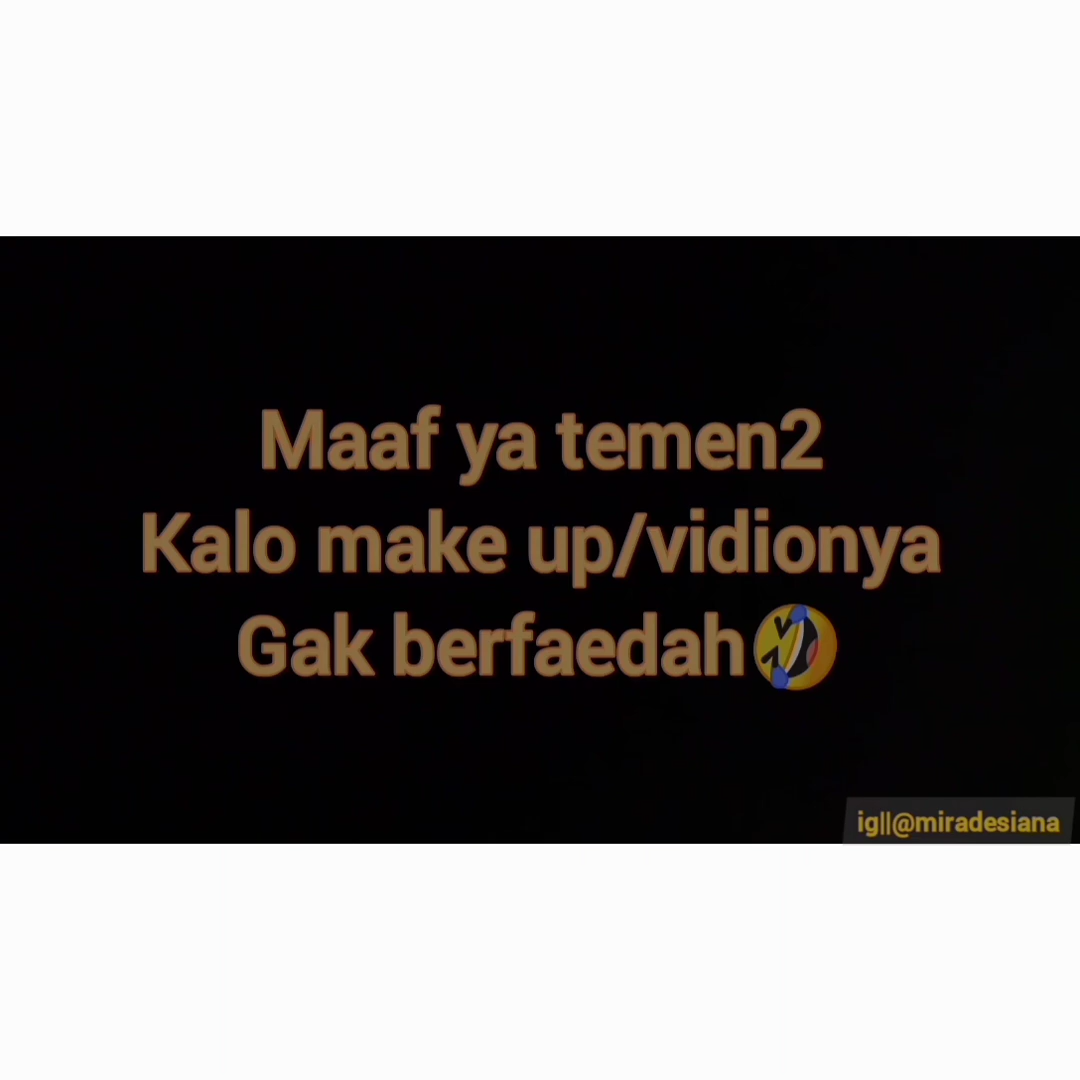 Maaf ya temen2
Kalo make up/vidionya
Gak berfaedah🤣
ig||@miradesiana